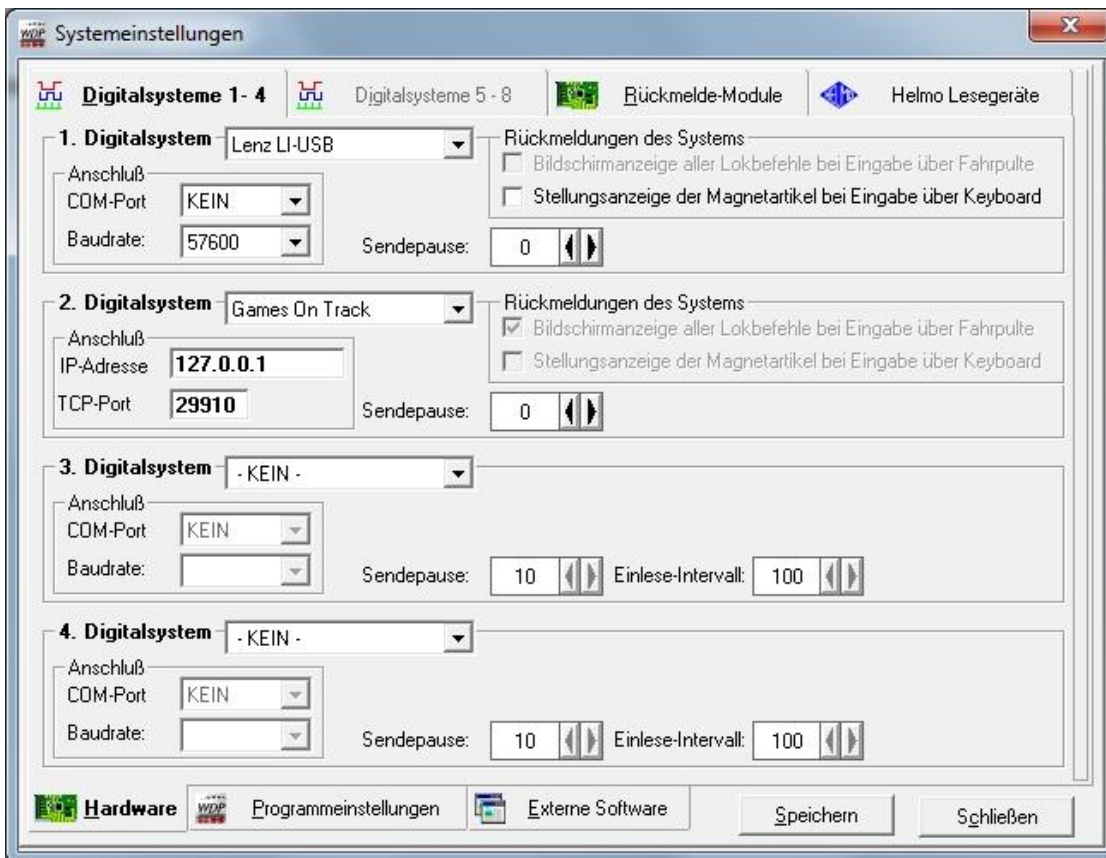 WDP Systemeinstellungen
Digitalsysteme 1- 4 Digitalsysteme 5 - 8 Rückmelde-Module Helmo Lesegeräte
1. Digitalsystem Lenz LI-USB Rückmeldungen des Systems
Bildschirmanzeige aller Lokbefehle bei Eingabe über Fahrpulte
Anschluß
COM-Port KEIN Stellungsanzeige der Magnetartikel bei Eingabe über Keyboard
Baudrate: 57600 Sendepause: 0
2. Digitalsystem Games On Track Rückmeldungen des Systems
Bildschirmanzeige aller Lokbefehle bei Eingabe über Fahrpulte
Anschluß
IP-Adresse 127.0.0.1 Stellungsanzeige der Magnetartikel bei Eingabe über Keyboard
TCP-Port 29910 Sendepause: 0
3. Digitalsystem - KEIN -
Anschluß
COM-Port KEIN
Baudrate: Sendepause: 10 Einlese-Intervall: 100
4. Digitalsystem - KEIN -
Anschluß
COM-Port KEIN
Baudrate: Sendepause: 10 Einlese-Intervall: 100
Hardware WDP Programmeinstellungen Externe Software Speichern Schließen